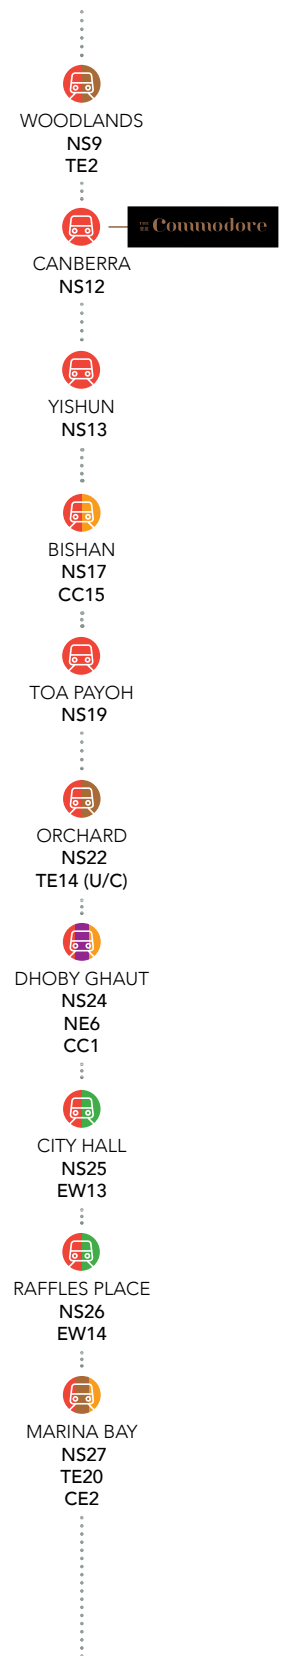 WOODLANDS
NS9
TE2
Commodore
CANBERRA
NS12
YISHUN
NS13
BISHAN
NS17
CC15
TOA PAYOH
NS19
ORCHARD
NS22
TE14 (U/C)
DHOBY GHAUT
NS24
NE6
CC1
CITY HALL
NS25
EW13
RAFFLES PLACE
NS26
EW14
MARINA BAY
NS27
TE20
CE2